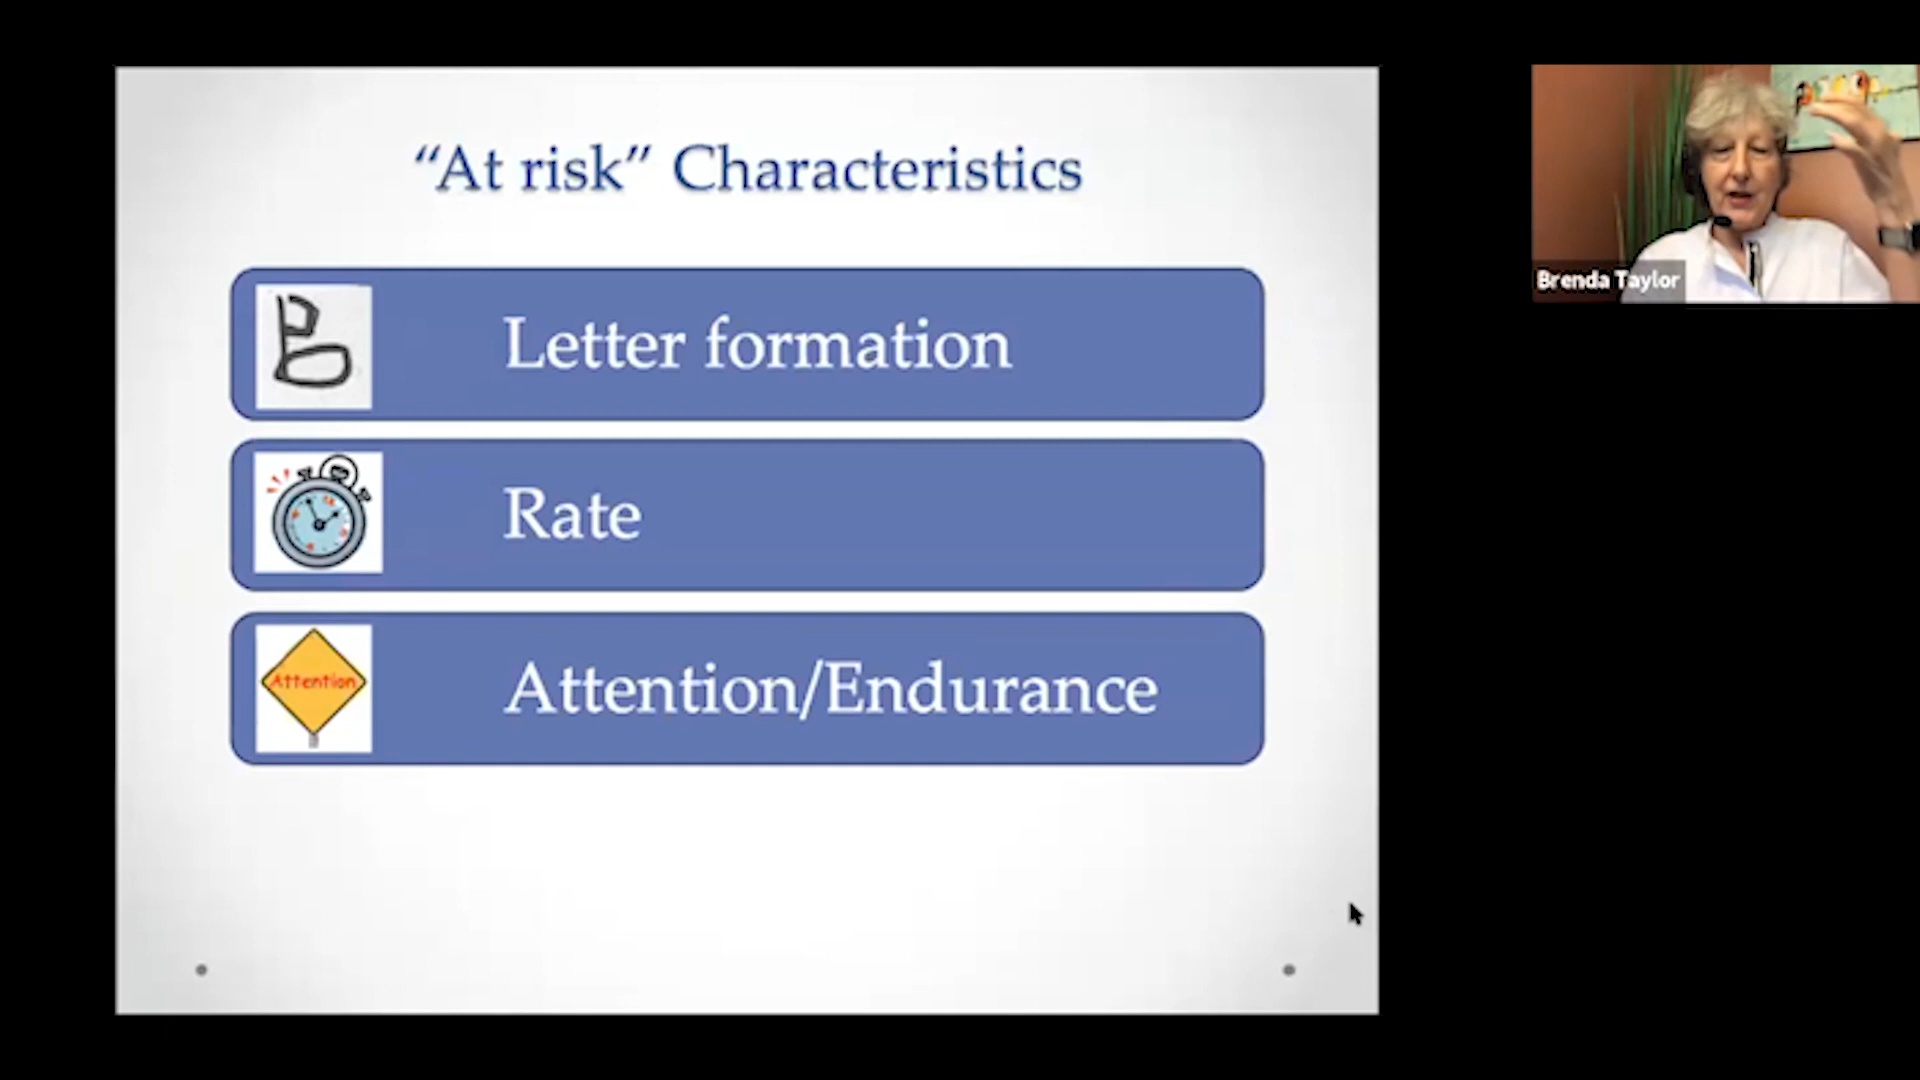 “At risk” Characteristics
B
Letter formation
Rate
Attention
Attention/Endurance
Brenda Taylor